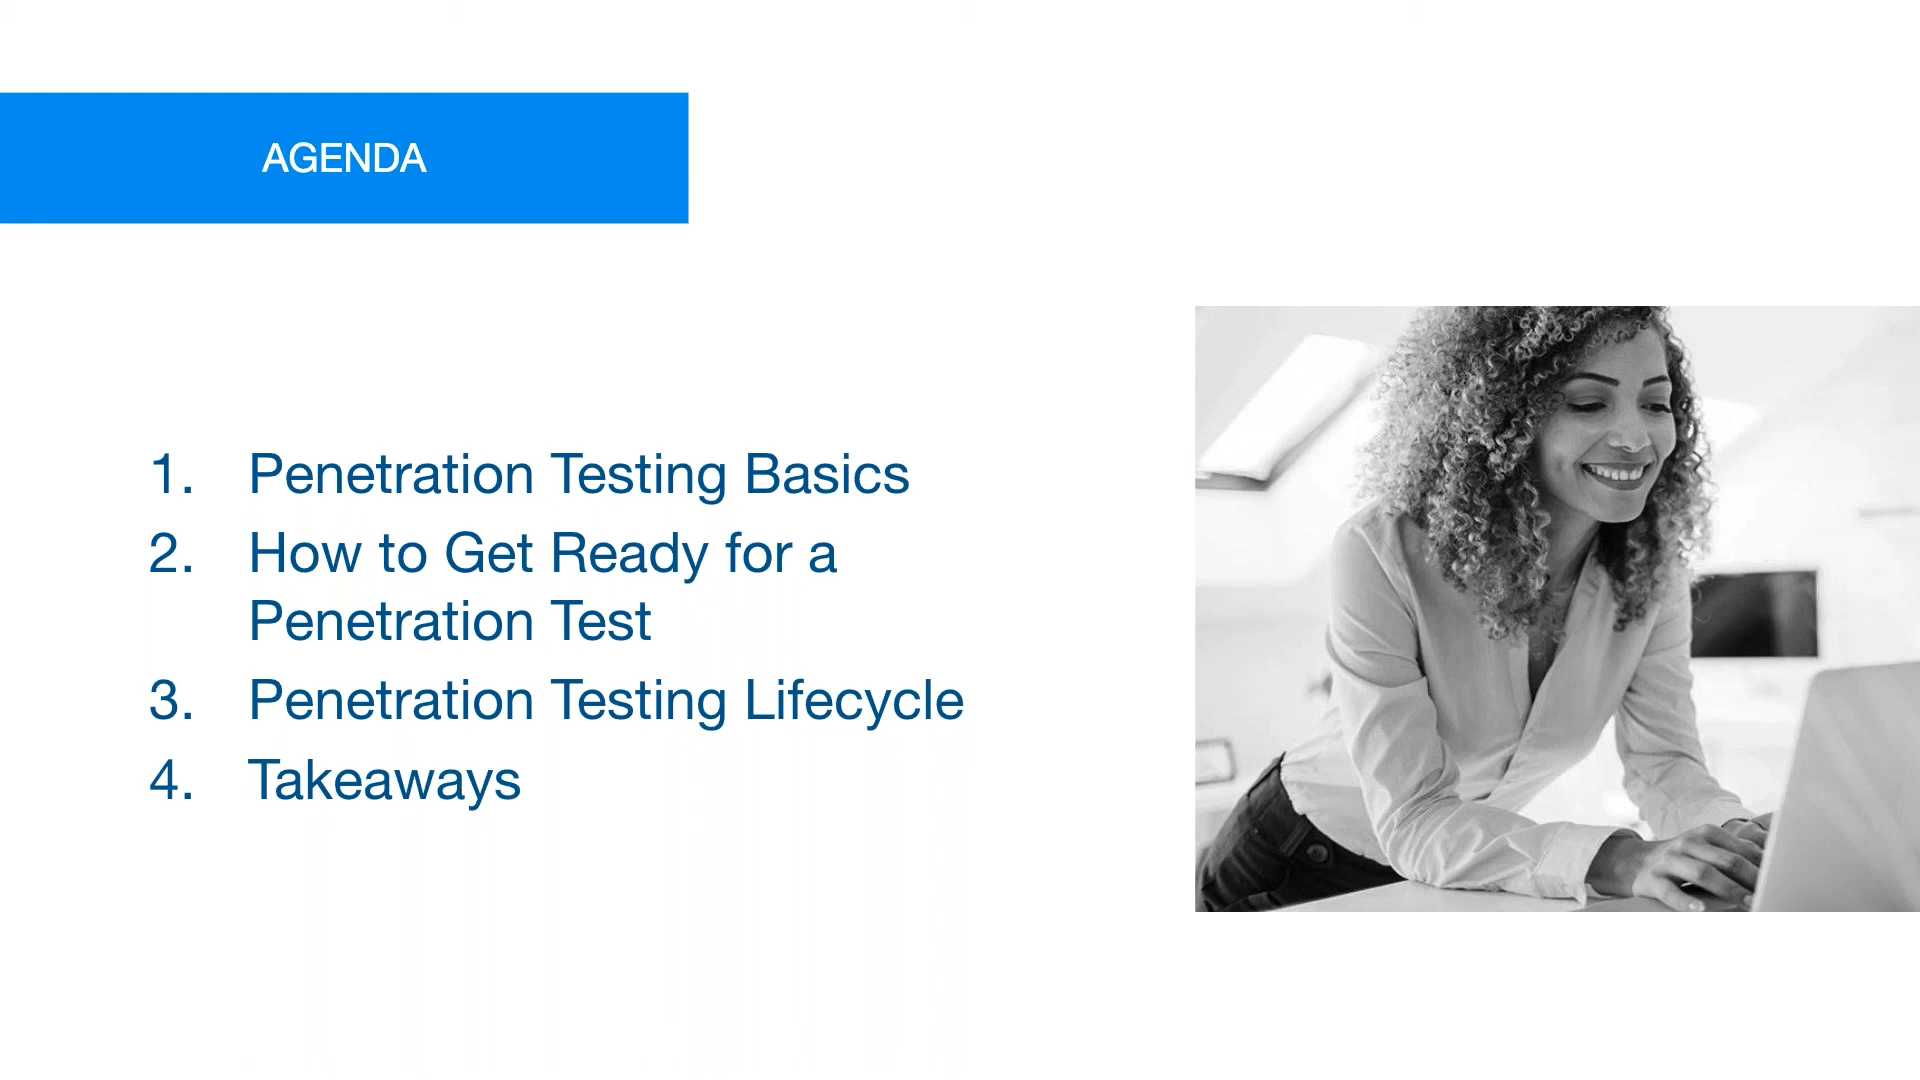 AGENDA
1. Penetration Testing Basics
2. How to Get Ready for a
Penetration Test
3. Penetration Testing Lifecycle
4. Takeaways